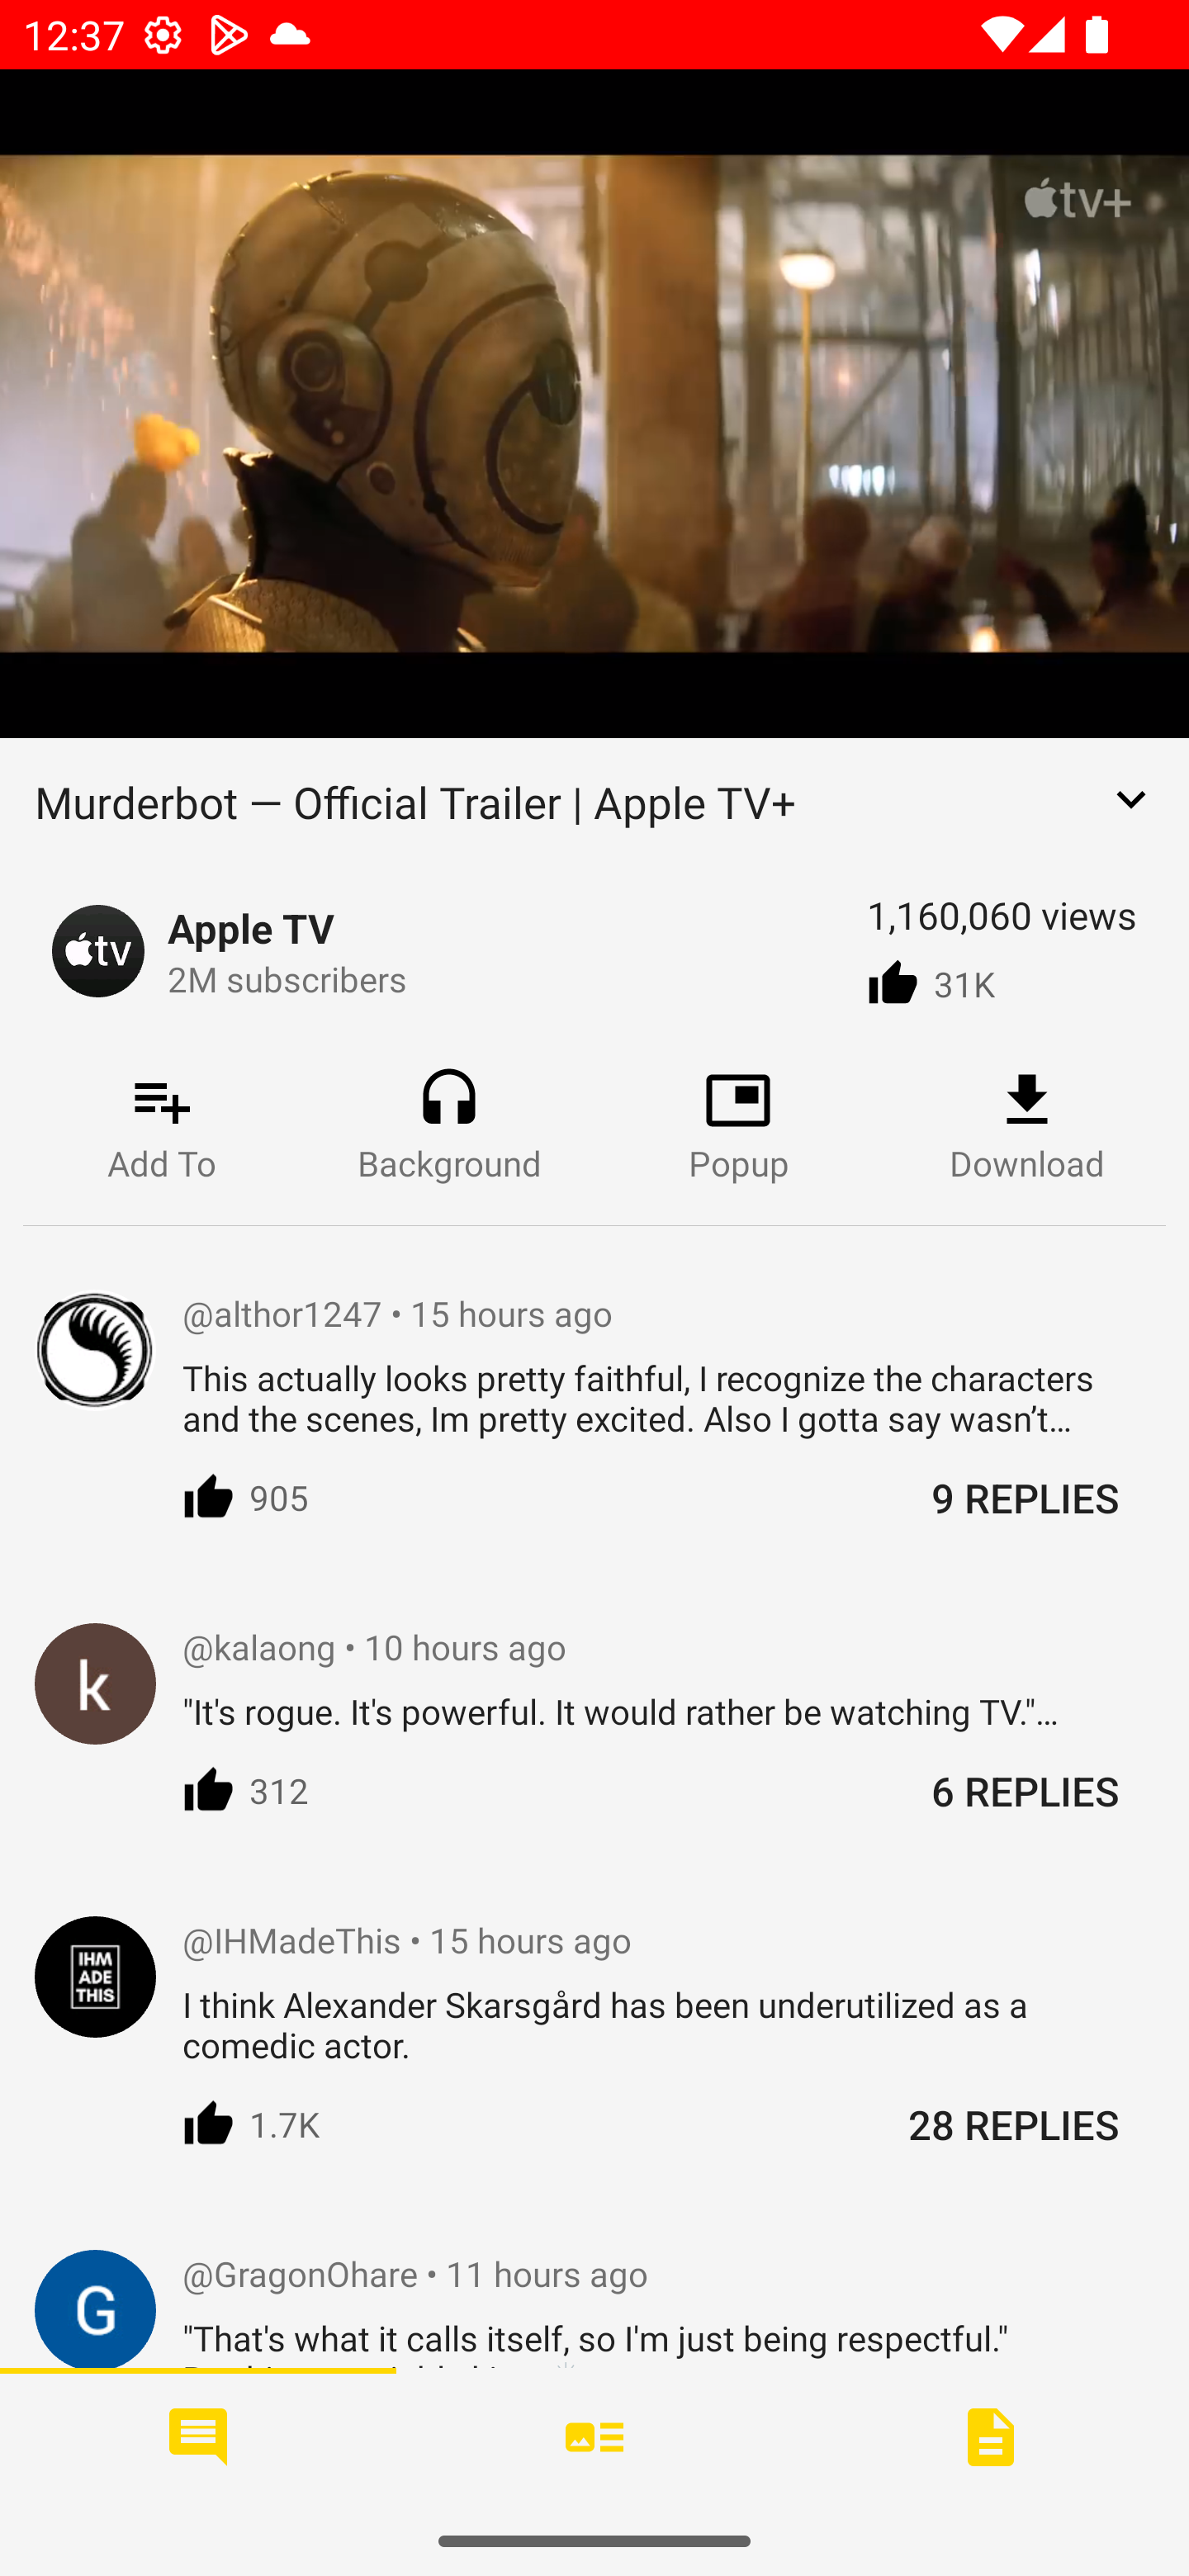 12:37
tv+
Murderbot — Official Trailer | Apple TV+
tv
Apple TV
2M subscribers
1,160,060 views
31K
Add To
Background
Popup
Download
@althor1247 • 15 hours ago
This actually looks pretty faithful, I recognize the characters
and the scenes, Im pretty excited. Also I gotta say wasn’t…
905
9 REPLIES
k
@kalaong • 10 hours ago
"It's rogue. It's powerful. It would rather be watching TV."…
312
6 REPLIES
IHM
ADE
THIS
@IHMadeThis • 15 hours ago
I think Alexander Skarsgård has been underutilized as a
comedic actor.
1.7K
28 REPLIES
G
@GragonOhare • 11 hours ago
"That's what it calls itself, so I'm just being respectful."